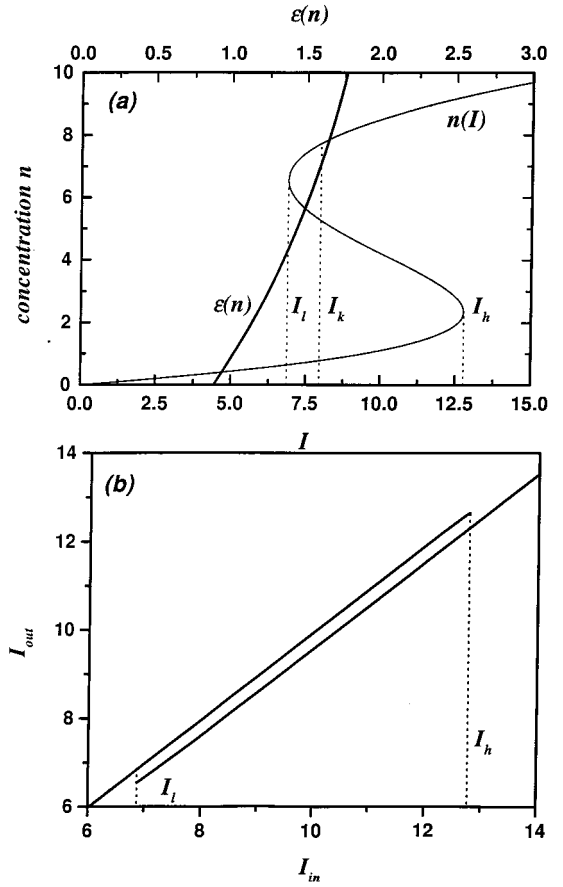 ε(n)
0.0 0.5 1.0 1.5 2.0 2.5 3.0
10
(a)
n(I)
8
6
concentration n
4
ε(n)
I_l
I_k
I_h
2
0
0.0 2.5 5.0 7.5 10.0 12.5 15.0
I
14
(b)
12
I_out
10
8
I_h
I_l
6
6 8 10 12 14
I_in